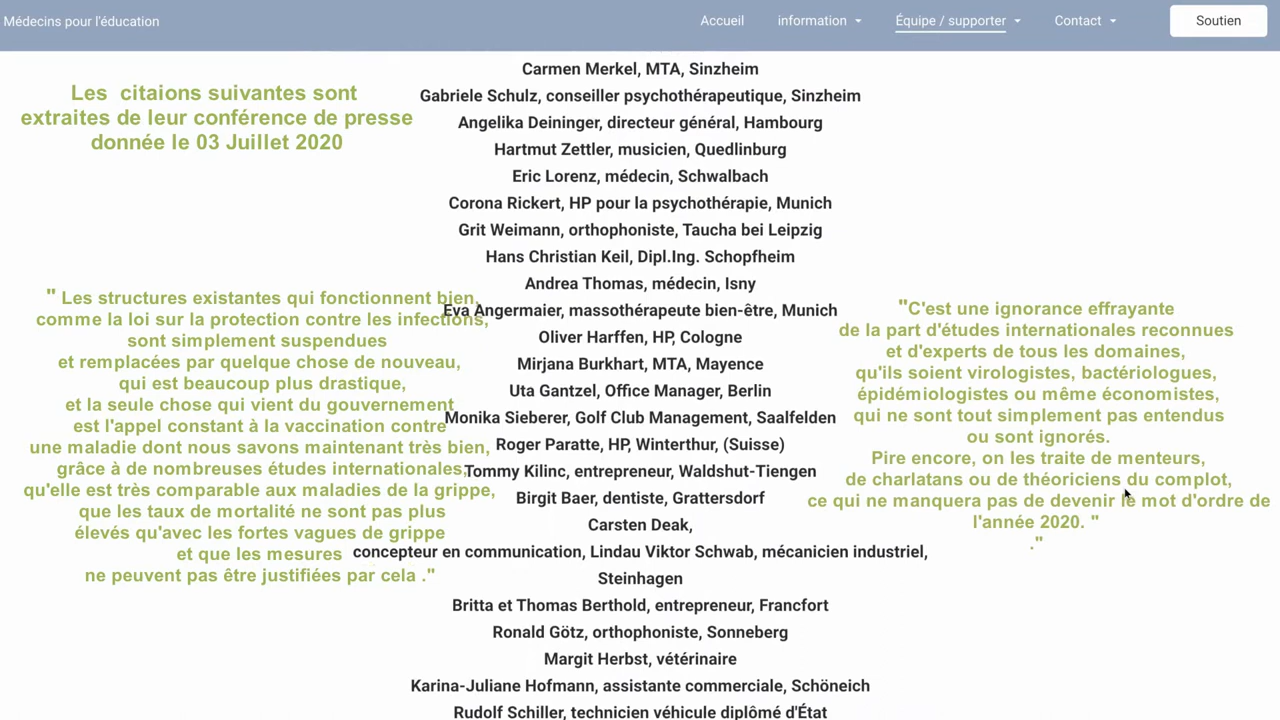 Médecins pour l'éducation
Accueil
information
Équipe / supporter
Contact
Soutien
Les  citaions suivantes sont
extraites de leur conférence de presse
donnée le 03 Juillet 2020
" Les structures existantes qui fonctionnent bien,
comme la loi sur la protection contre les infections,
sont simplement suspendues
et remplacées par quelque chose de nouveau,
qui est beaucoup plus drastique,
et la seule chose qui vient du gouvernement
est l'appel constant à la vaccination contre
une maladie dont nous savons maintenant très bien,
grâce à de nombreuses études internationales,
qu'elle est très comparable aux maladies de la grippe,
que les taux de mortalité ne sont pas plus
élevés qu'avec les fortes vagues de grippe
et que les mesures
ne peuvent pas être justifiées par cela ."
Carmen Merkel, MTA, Sinzheim
Gabriele Schulz, conseiller psychothérapeutique, Sinzheim
Angelika Deininger, directeur général, Hambourg
Hartmut Zettler, musicien, Quedlinburg
Eric Lorenz, médecin, Schwalbach
Corona Rickert, HP pour la psychothérapie, Munich
Grit Weimann, orthophoniste, Taucha bei Leipzig
Hans Christian Keil, Dipl.Ing. Schopfheim
Andrea Thomas, médecin, Isny
Eva Angermaier, massothérapeute bien-être, Munich
Oliver Harffen, HP, Cologne
Mirjana Burkhart, MTA, Mayence
Uta Gantzel, Office Manager, Berlin
Monika Sieberer, Golf Club Management, Saalfelden
Roger Paratte, HP, Winterthur, (Suisse)
Tommy Kilinc, entrepreneur, Waldshut-Tiengen
Birgit Baer, dentiste, Grattersdorf
Carsten Deak,
concepteur en communication, Lindau Viktor Schwab, mécanicien industriel,
Steinhagen
Britta et Thomas Berthold, entrepreneur, Francfort
Ronald Götz, orthophoniste, Sonneberg
Margit Herbst, vétérinaire
Karina-Juliane Hofmann, assistante commerciale, Schöneich
Rudolf Schiller, technicien véhicule diplômé d'État
"C'est une ignorance effrayante
de la part d'études internationales reconnues
et d'experts de tous les domaines,
qu'ils soient virologistes, bactériologues,
épidémiologistes ou même économistes,
qui ne sont tout simplement pas entendus
ou sont ignorés.
Pire encore, on les traite de menteurs,
de charlatans ou de théoriciens du complot,
ce qui ne manquera pas de devenir le mot d'ordre de
l'année 2020. "
."